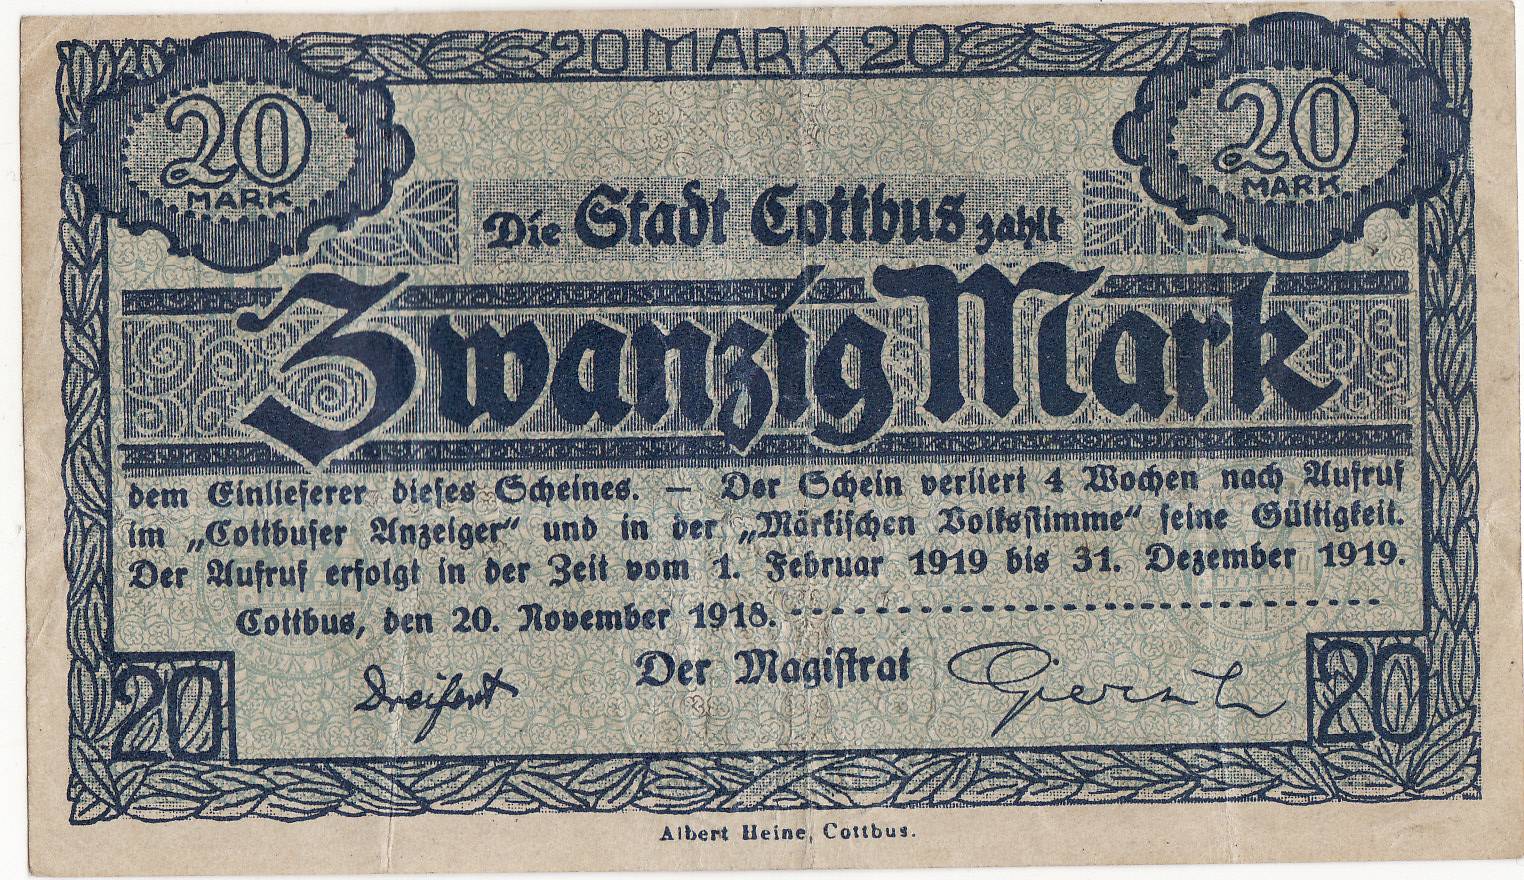 20 MARK 20
20
MARK
20
MARK
Die Stadt Cottbus zahlt
Zwanzig Mark
dem Einlieferer dieses Scheines. — Der Schein verliert 4 Wochen nach Aufruf
im „Cottbuser Anzeiger“ und in der „Märkischen Volksstimme“ seine Gültigkeit.
Der Aufruf erfolgt in der Zeit vom 1. Februar 1919 bis 31. Dezember 1919.
Cottbus, den 20. November 1918.
Der Magistrat
Dreifert
20
20
Albert Heine, Cottbus.